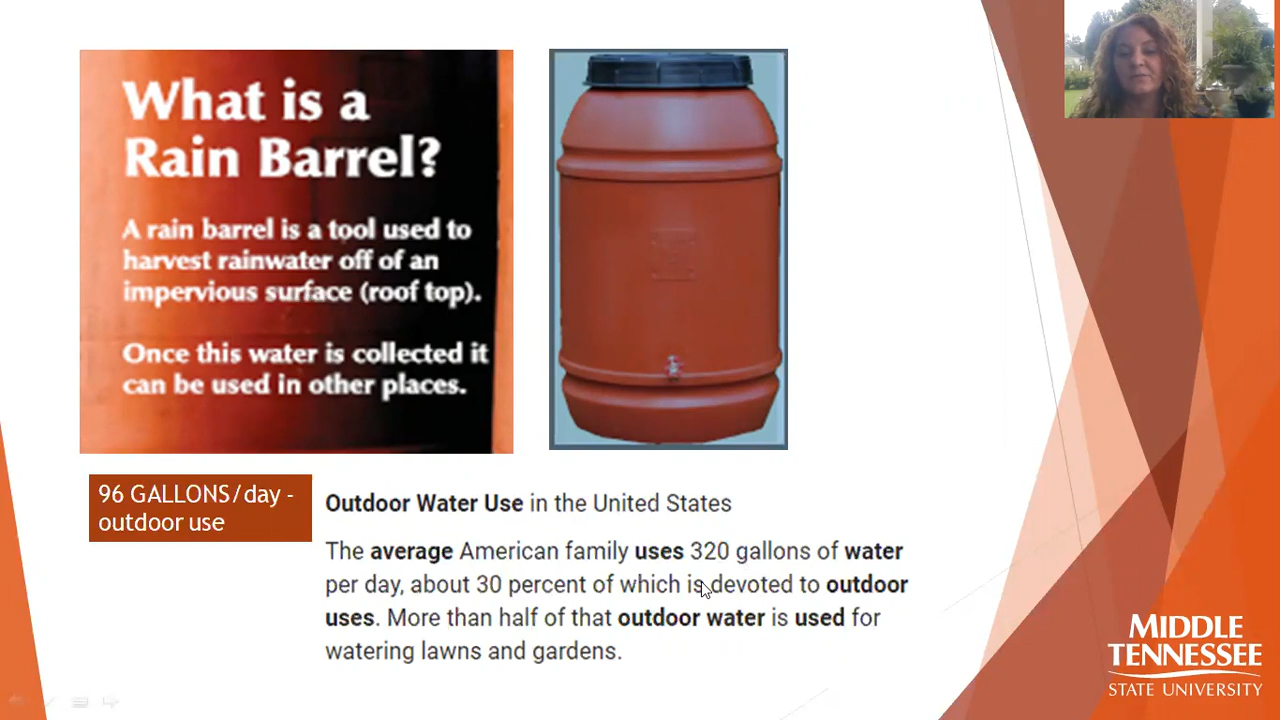 What is a
Rain Barrel?
A rain barrel is a tool used to
harvest rainwater off of an
impervious surface (roof top).
Once this water is collected it
can be used in other places.
96 GALLONS/day -
outdoor use
Outdoor Water Use in the United States
The average American family uses 320 gallons of water
per day, about 30 percent of which is devoted to outdoor
uses. More than half of that outdoor water is used for
watering lawns and gardens.
MIDDLE
TENNESSEE
STATE UNIVERSITY